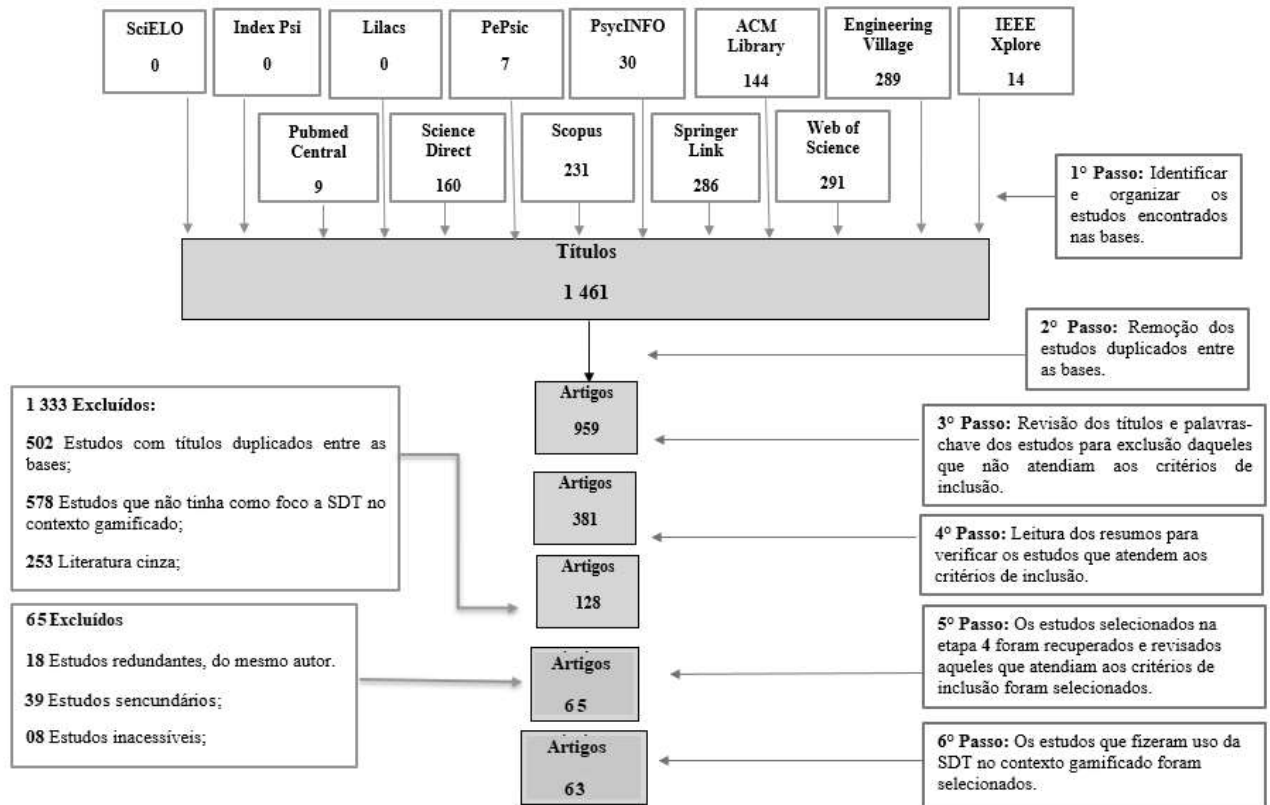 SciELO
0
Index Psi
0
Lilacs
0
PePsic
7
PsycINFO
30
ACM
Library
144
Engineering
Village
289
IEEE
Xplore
14
Pubmed
Central
9
Science
Direct
160
Scopus
231
Springer
Link
286
Web of
Science
291
1° Passo: Identificar
e organizar os
estudos encontrados
nas bases.
Títulos
1 461
2° Passo: Remoção dos
estudos duplicados entre
as bases.
Artigos
959
1 333 Excluídos:
502 Estudos com títulos duplicados entre as
bases;
578 Estudos que não tinha como foco a SDT no
contexto gamificado;
253 Literatura cinza;
3° Passo: Revisão dos títulos e palavras-
chave dos estudos para exclusão daqueles
que não atendiam aos critérios de
inclusão.
Artigos
381
4° Passo: Leitura dos resumos para
verificar os estudos que atendem aos
critérios de inclusão.
Artigos
128
65 Excluídos
18 Estudos redundantes, do mesmo autor.
39 Estudos sencundários;
08 Estudos inacessíveis;
5° Passo: Os estudos selecionados na
etapa 4 foram recuperados e revisados
aqueles que atendiam aos critérios de
inclusão foram selecionados.
Artigos
65
6° Passo: Os estudos que fizeram uso da
SDT no contexto gamificado foram
selecionados.
Artigos
63